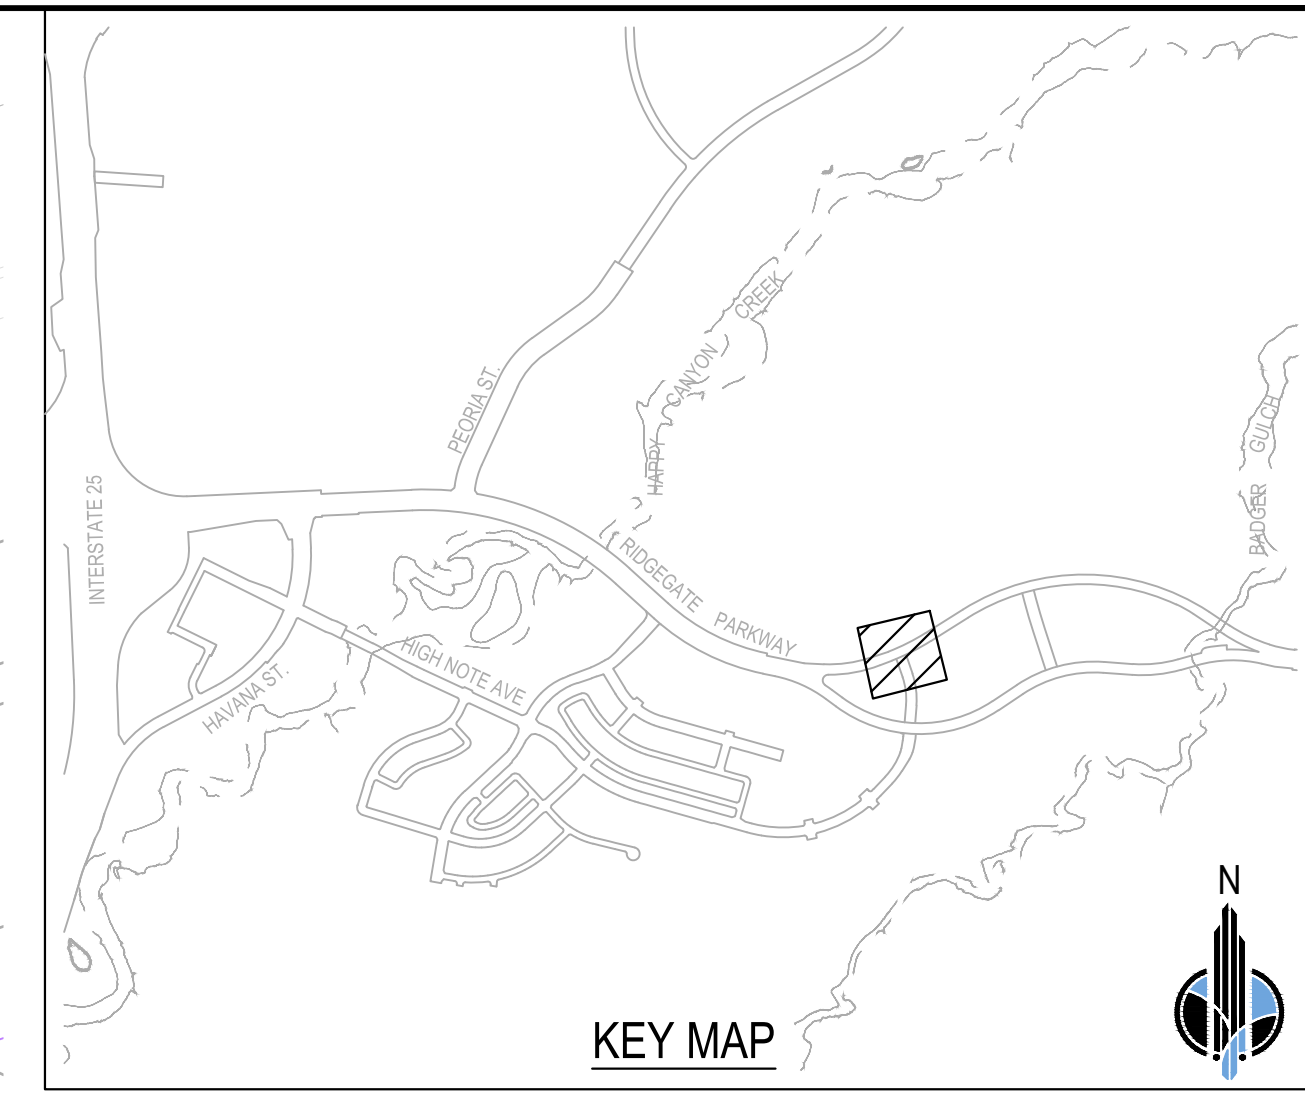 CREEK
CANYON
HAPPY
PEORIA ST.
GULCH
BADGER
INTERSTATE 25
RIDGEGATE
PARKWAY
HIGH NOTE AVE
HAVANA ST.
N
KEY MAP